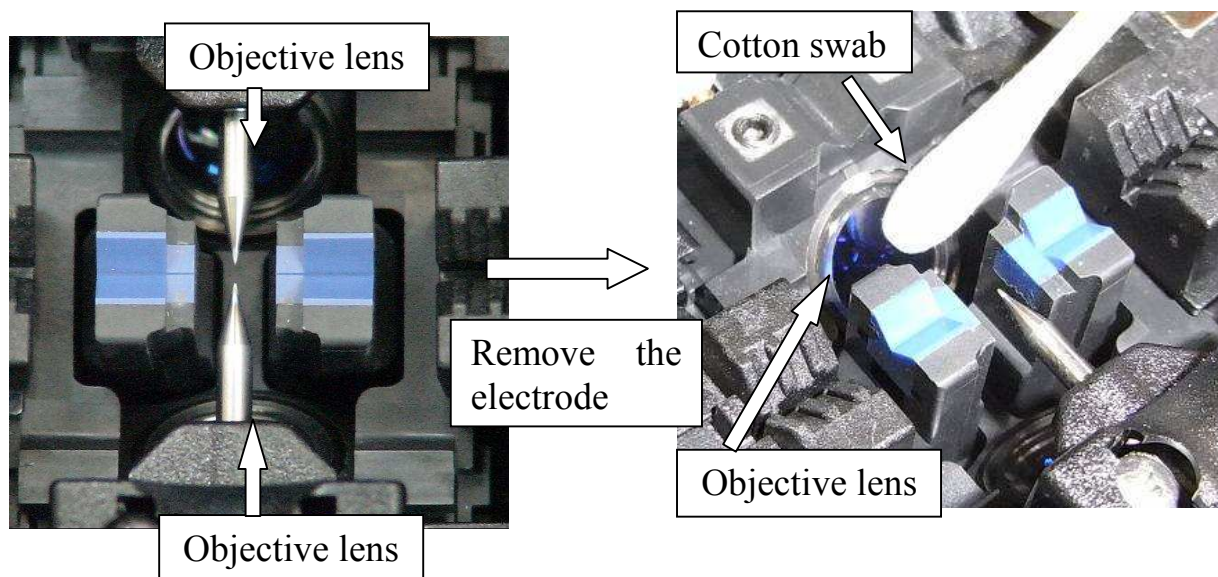 Objective lens
Cotton swab
Remove the
electrode
Objective lens
Objective lens